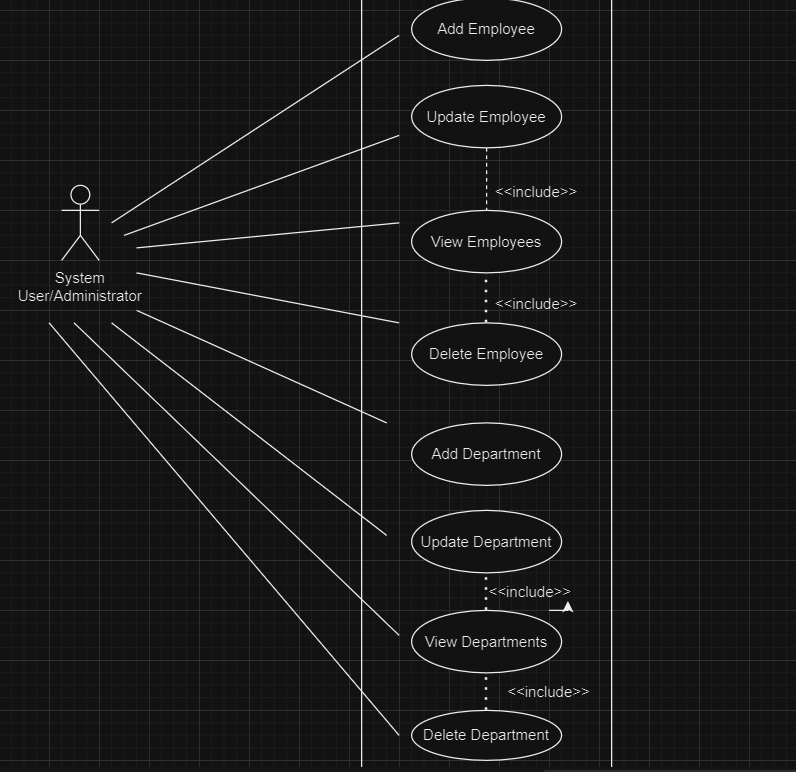 Add Employee
Update Employee
<<include>>
View Employees
System
User/Administrator
<<include>>
Delete Employee
Add Department
Update Department
<<include>>
View Departments
<<include>>
Delete Department